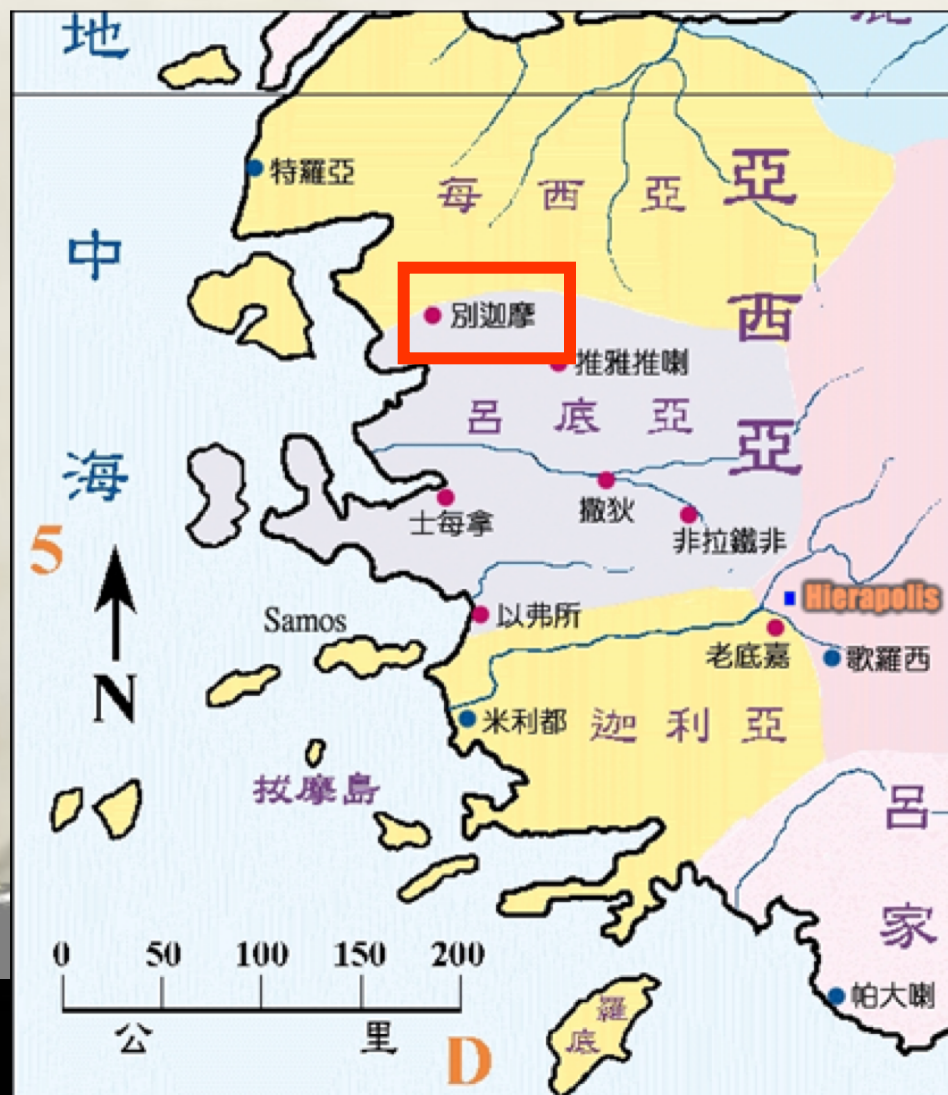 地中海
特羅亞
每西亞
亞西亞
別迦摩
推雅推喇
呂底亞
撒狄
士每拿
非拉鐵非
5
Hierapolis
Samos
以弗所
老底嘉
歌羅西
N
米利都
迦利亞
拔摩島
呂家
0 50 100 150 200
公里
帕大喇
羅底
D